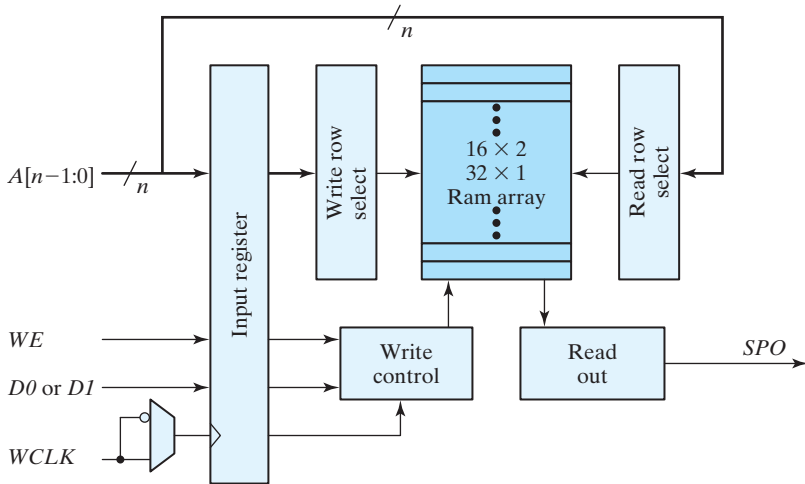 n
A[n−1:0]
n
Input register
Write row
select
16 × 2
32 × 1
Ram array
Read row
select
WE
D0 or D1
WCLK
Write
control
Read
out
SPO